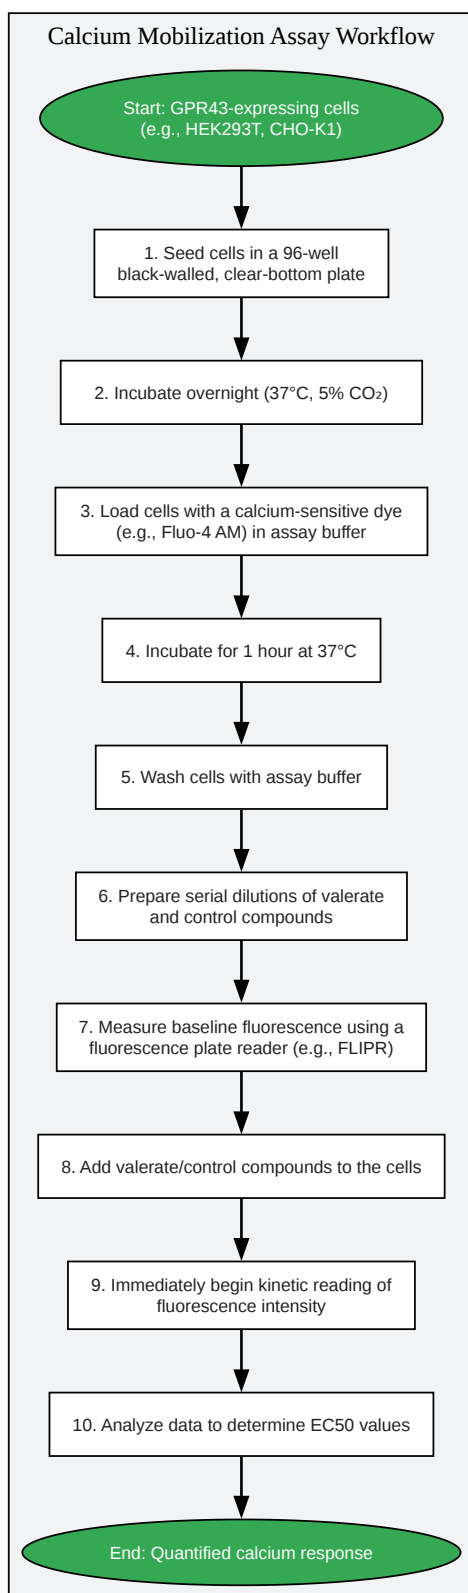 Calcium Mobilization Assay Workflow
Start: GPR43-expressing cells
(e.g., HEK293T, CHO-K1)
1. Seed cells in a 96-well
black-walled, clear-bottom plate
2. Incubate overnight (37°C, 5% CO₂)
3. Load cells with a calcium-sensitive dye
(e.g., Fluo-4 AM) in assay buffer
4. Incubate for 1 hour at 37°C
5. Wash cells with assay buffer
6. Prepare serial dilutions of valerate
and control compounds
7. Measure baseline fluorescence using a
fluorescence plate reader (e.g., FLIPR)
8. Add valerate/control compounds to the cells
9. Immediately begin kinetic reading of
fluorescence intensity
10. Analyze data to determine EC50 values
End: Quantified calcium response